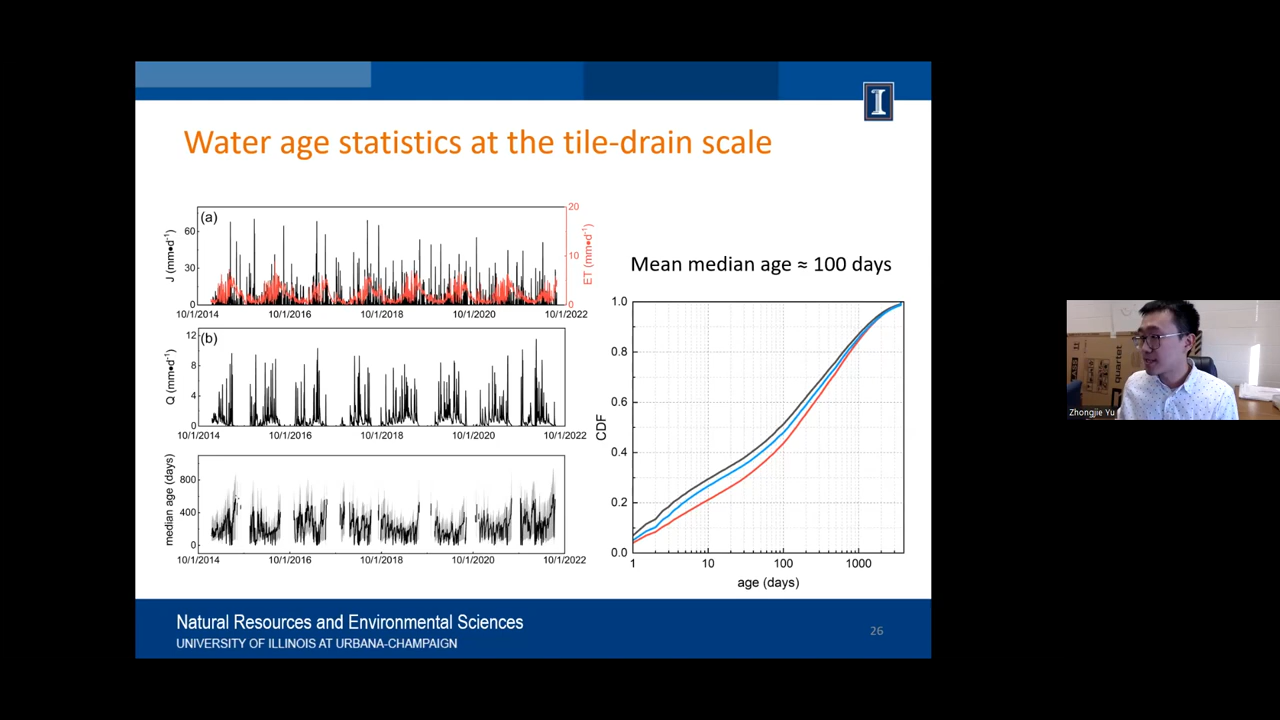 Water age statistics at the tile-drain scale
(a)
J (mm•d⁻¹)
60
30
0
20
10
0
ET (mm•d⁻¹)
10/1/2014 10/1/2016 10/1/2018 10/1/2020 10/1/2022
(b)
Q (mm•d⁻¹)
12
8
4
0
10/1/2014 10/1/2016 10/1/2018 10/1/2020 10/1/2022
median age (days)
800
400
0
10/1/2014 10/1/2016 10/1/2018 10/1/2020 10/1/2022
Mean median age ≈ 100 days
CDF
1.0
0.8
0.6
0.4
0.2
0.0
1 10 100 1000
age (days)
Natural Resources and Environmental Sciences
UNIVERSITY OF ILLINOIS AT URBANA-CHAMPAIGN
26
I
quartet
Zhongjie Yu